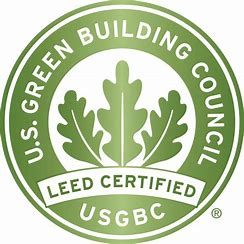 U.S. GREEN BUILDING COUNCIL
LEED CERTIFIED
USGBC
®